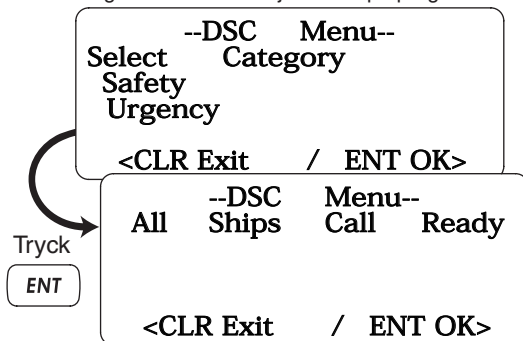 --DSC Menu--
Select Category
Safety
Urgency
<CLR Exit / ENT OK>
--DSC Menu--
All Ships Call Ready
Tryck
ENT
<CLR Exit / ENT OK>